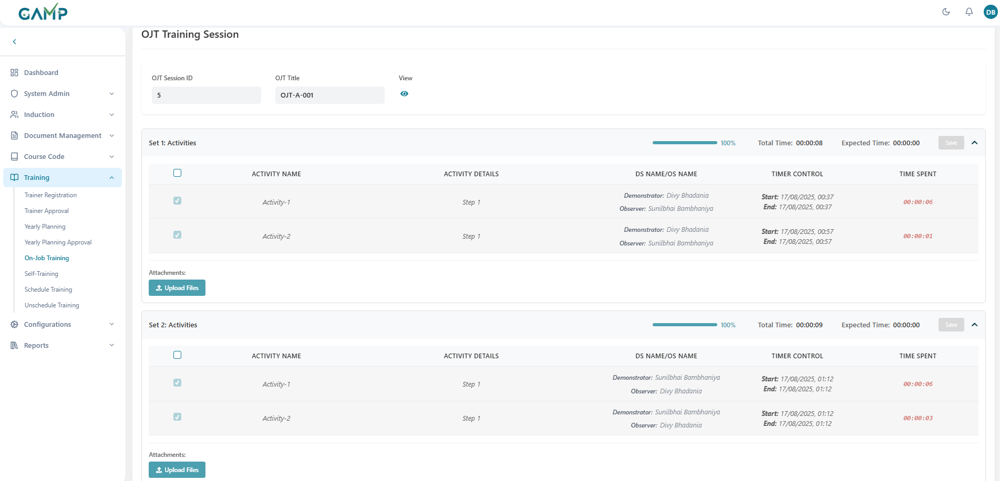 GAMP
DB
OJT Training Session
Dashboard
System Admin
Induction
Document Management
Course Code
Training
Trainer Registration
Trainer Approval
Yearly Planning
Yearly Planning Approval
On-Job Training
Self-Training
Schedule Training
Unschedule Training
Configurations
Reports
OJT Session ID OJT Title View
5 OJT-A-001
Set 1: Activities 100% Total Time: 00:00:08 Expected Time: 00:00:00 Save
ACTIVITY NAME ACTIVITY DETAILS DS NAME/OS NAME TIMER CONTROL TIME SPENT
Activity-1 Step 1 Demonstrator: Divy Bhadania Observer: Sunilbhai Bambhaniya Start: 17/08/2025, 00:37 End: 17/08/2025, 00:37 00:00:06
Activity-2 Step 1 Demonstrator: Divy Bhadania Observer: Sunilbhai Bambhaniya Start: 17/08/2025, 00:57 End: 17/08/2025, 00:57 00:00:01
Attachments:
Upload Files
Set 2: Activities 100% Total Time: 00:00:09 Expected Time: 00:00:00 Save
ACTIVITY NAME ACTIVITY DETAILS DS NAME/OS NAME TIMER CONTROL TIME SPENT
Activity-1 Step 1 Demonstrator: Sunilbhai Bambhaniya Observer: Divy Bhadania Start: 17/08/2025, 01:12 End: 17/08/2025, 01:12 00:00:06
Activity-2 Step 1 Demonstrator: Sunilbhai Bambhaniya Observer: Divy Bhadania Start: 17/08/2025, 01:12 End: 17/08/2025, 01:12 00:00:03
Attachments:
Upload Files